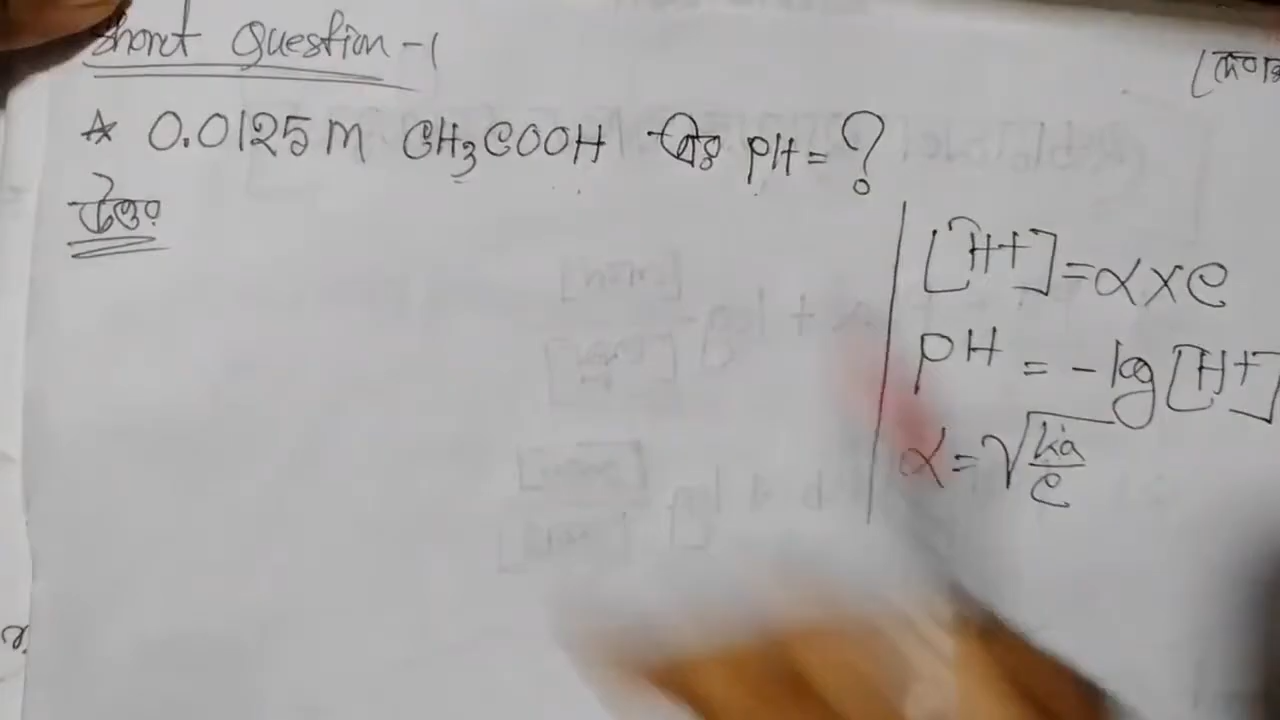 Short Question-1
* 0.0125 M CH₃COOH এর pH = ?
উত্তরঃ
[H+] = α × C
pH = -log [H+]
α = √(ka/C)